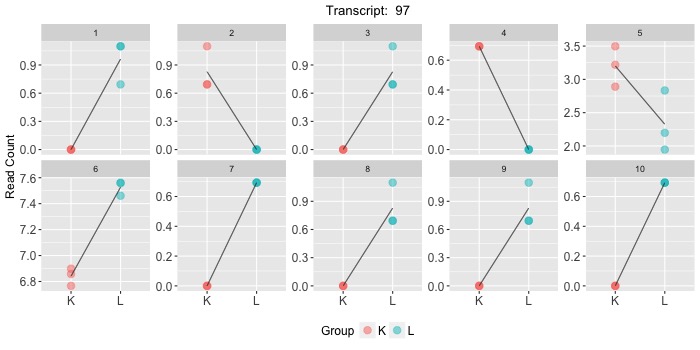 Transcript: 97
1 2 3 4 5
0.9 0.6 0.3 0.0
0.9 0.6 0.3 0.0
0.9 0.6 0.3 0.0
0.6 0.4 0.2 0.0
3.5 3.0 2.5 2.0
Read Count
6 7 8 9 10
7.6 7.4 7.2 7.0 6.8
0.6 0.4 0.2 0.0
0.9 0.6 0.3 0.0
0.9 0.6 0.3 0.0
0.6 0.4 0.2 0.0
K L K L K L K L K L
Group K L